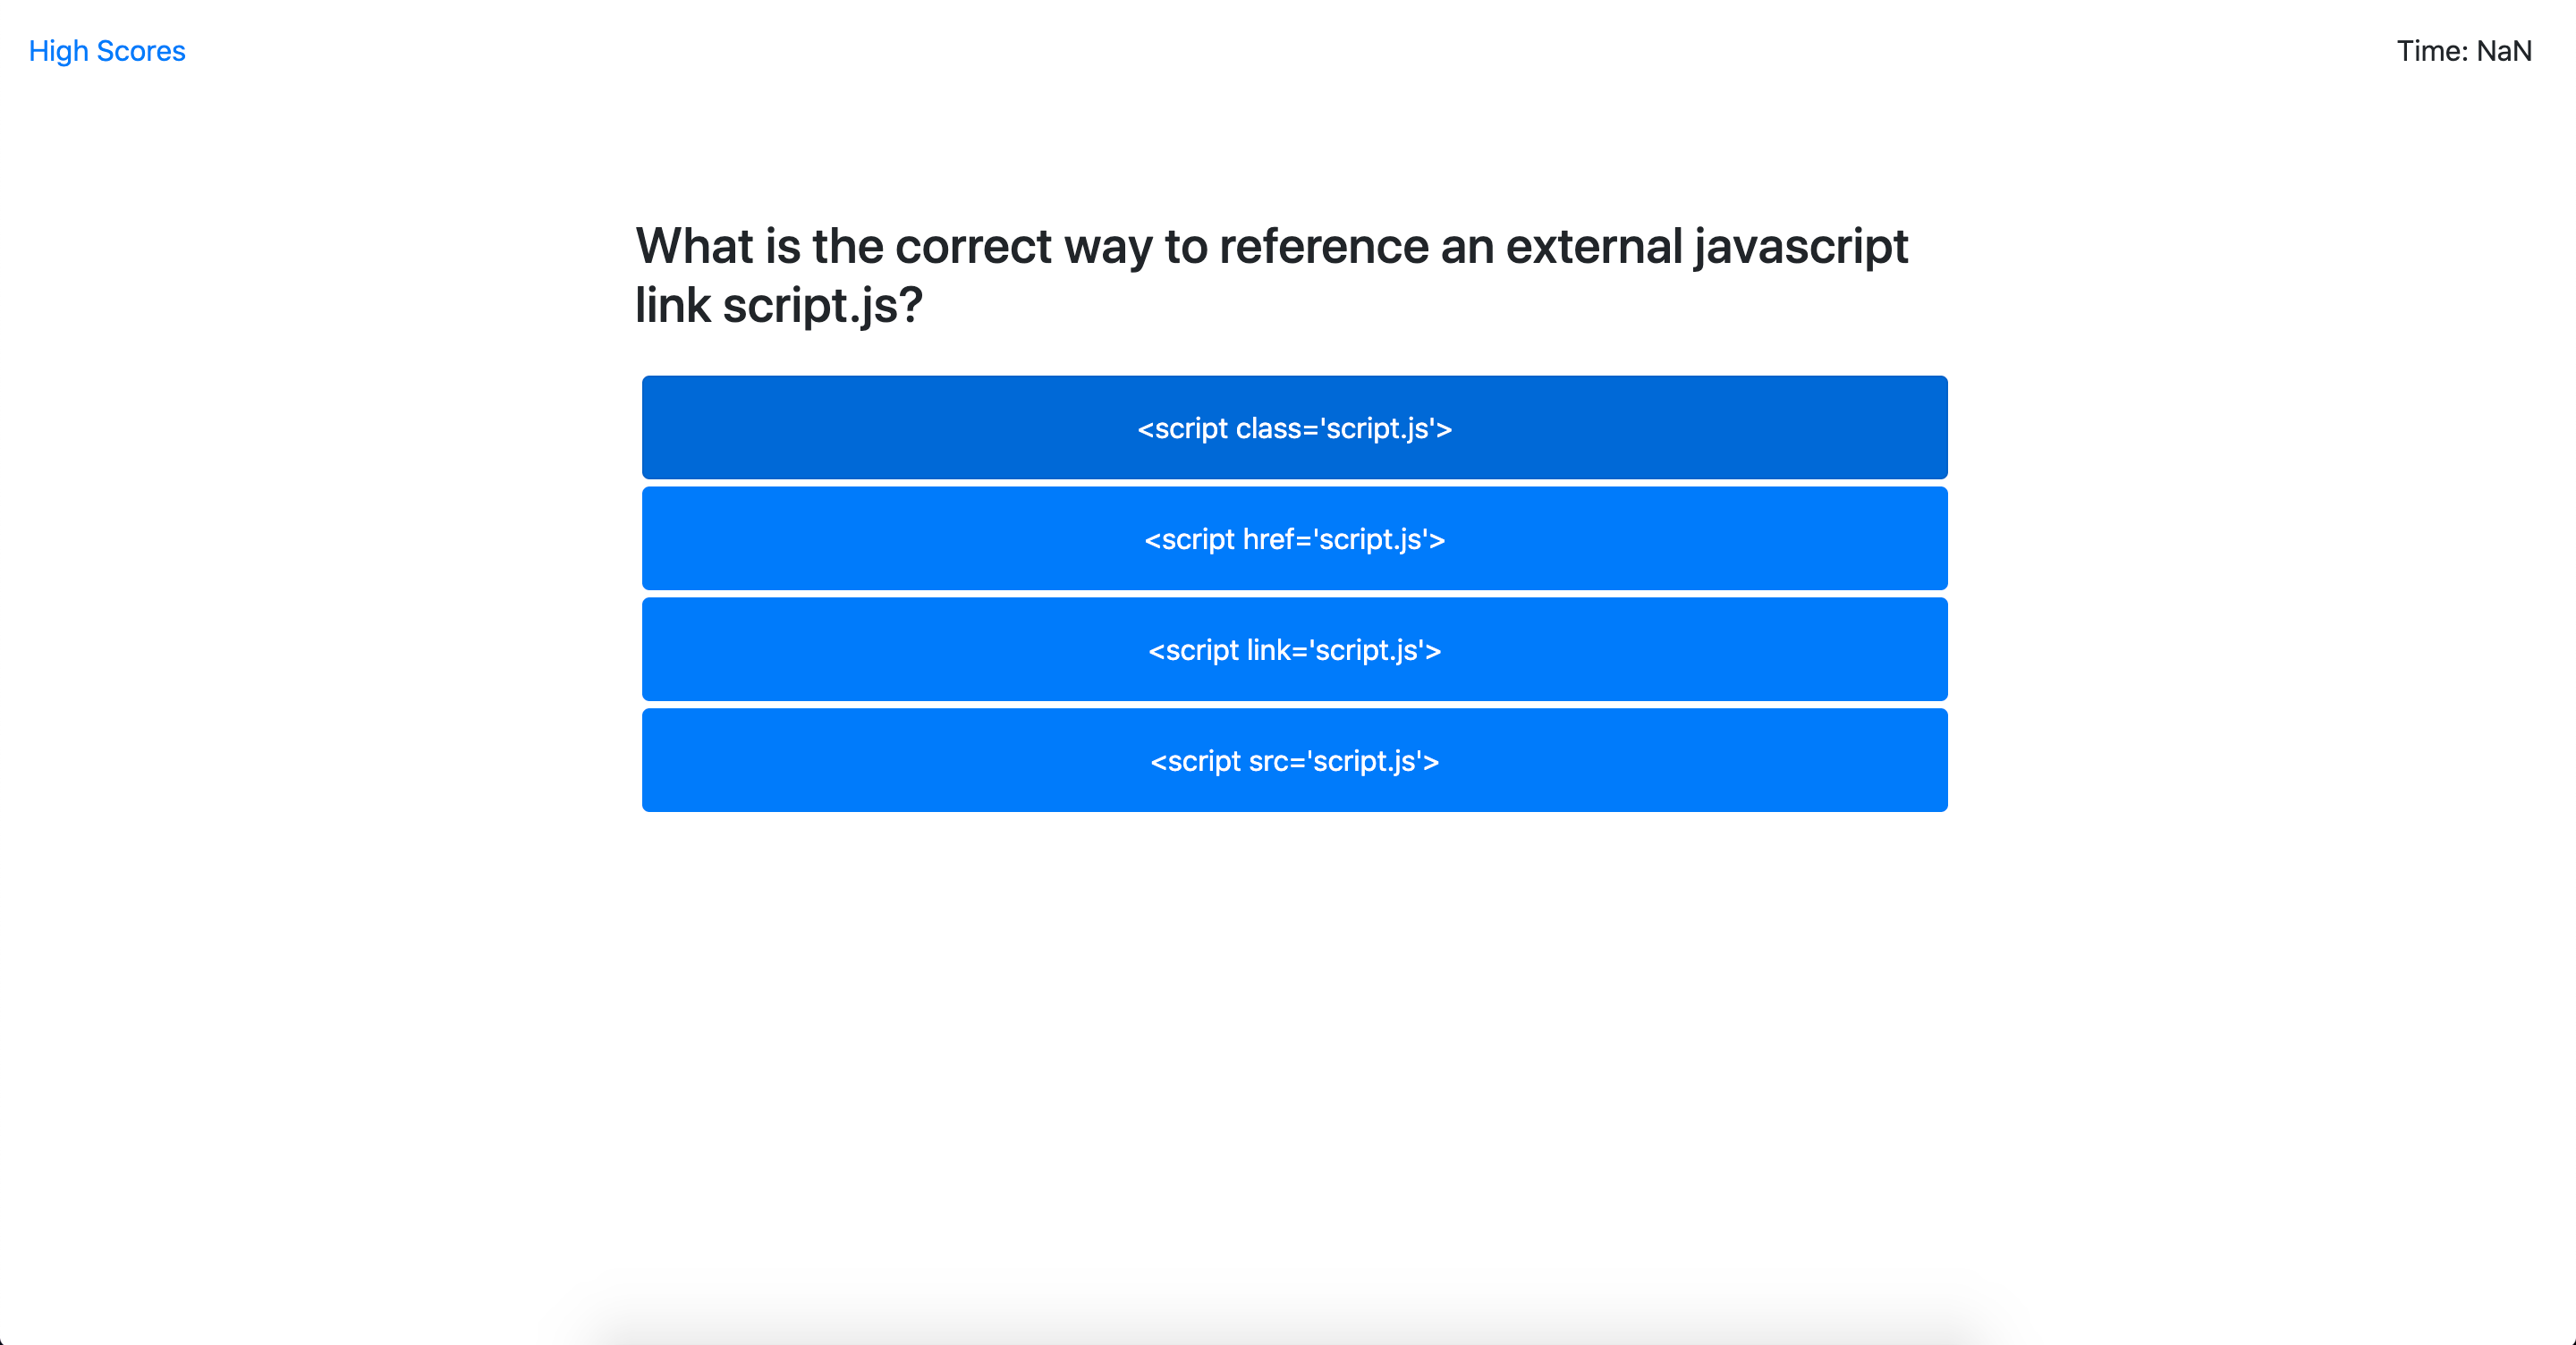 High Scores
Time: NaN
What is the correct way to reference an external javascript
link script.js?
<script class='script.js'>
<script href='script.js'>
<script link='script.js'>
<script src='script.js'>